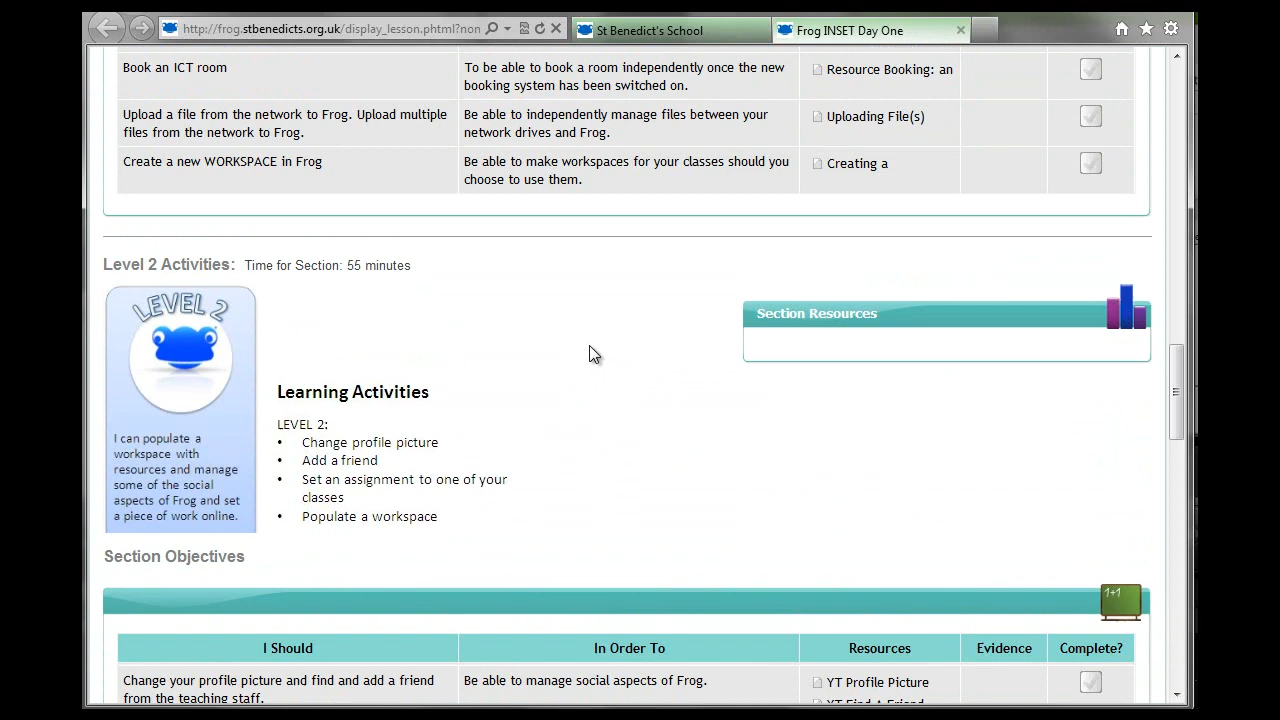 http://frog.stbenedicts.org.uk/display_lesson.phtml?non
St Benedict's School
Frog INSET Day One
Book an ICT room
To be able to book a room independently once the new
booking system has been switched on.
Resource Booking: an
Upload a file from the network to Frog. Upload multiple
files from the network to Frog.
Be able to independently manage files between your
network drives and Frog.
Uploading File(s)
Create a new WORKSPACE in Frog
Be able to make workspaces for your classes should you
choose to use them.
Creating a
Level 2 Activities: Time for Section: 55 minutes
LEVEL 2
I can populate a
workspace with
resources and manage
some of the social
aspects of Frog and set
a piece of work online.
Section Resources
Learning Activities
LEVEL 2:
• Change profile picture
• Add a friend
• Set an assignment to one of your
classes
• Populate a workspace
Section Objectives
1+1
I Should
In Order To
Resources
Evidence
Complete?
Change your profile picture and find and add a friend
from the teaching staff.
Be able to manage social aspects of Frog.
YT Profile Picture
YT Find A Friend